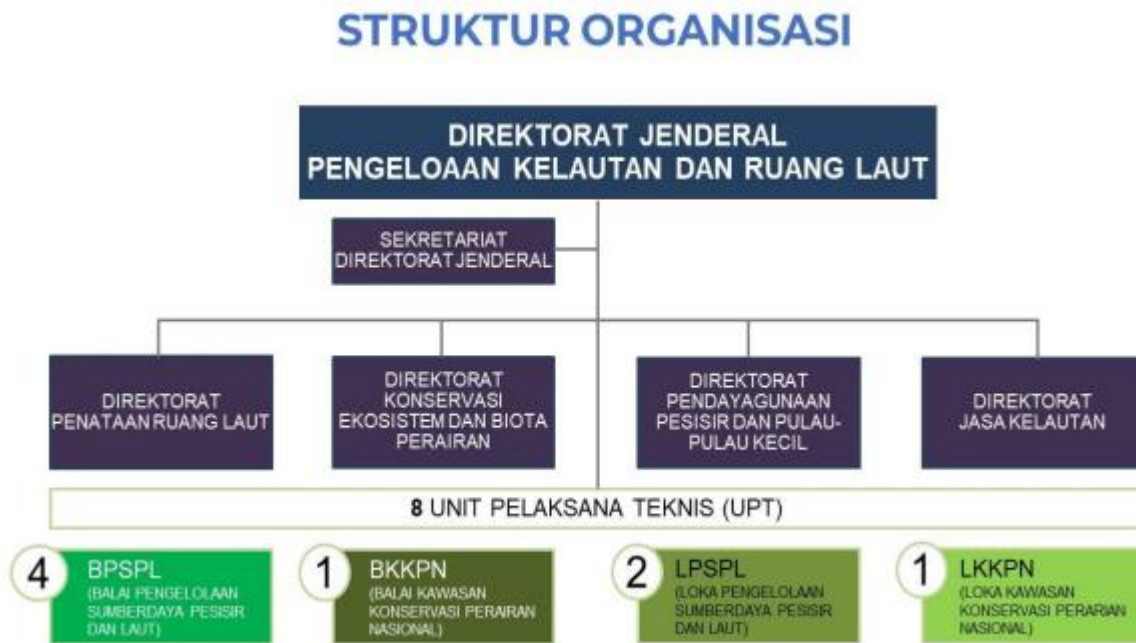 STRUKTUR ORGANISASI
DIREKTORAT JENDERAL
PENGELOAAN KELAUTAN DAN RUANG LAUT
SEKRETARIAT
DIREKTORAT JENDERAL
DIREKTORAT
PENATAAN RUANG LAUT
DIREKTORAT
KONSERVASI
EKOSISTEM DAN BIOTA
PERAIRAN
DIREKTORAT
PENDAYAGUNAAN
PESISIR DAN PULAU-
PULAU KECIL
DIREKTORAT
JASA KELAUTAN
8 UNIT PELAKSANA TEKNIS (UPT)
4
BPSPL
(BALAI PENGELOLAAN
SUMBERDAYA PESISIR
DAN LAUT)
1
BKKPN
(BALAI KAWASAN
KONSERVASI PERAIRAN
NASIONAL)
2
LPSPL
(LOKA PENGELOLAAN
SUMBERDAYA PESISIR
DAN LAUT)
1
LKKPN
(LOKA KAWASAN
KONSERVASI PERARIAN
NASIONAL)